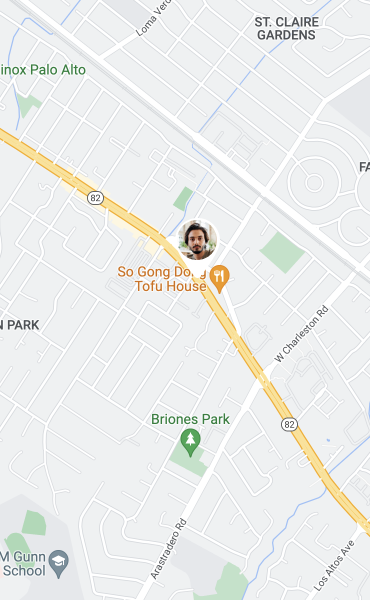 Loma Verd
ST. CLAIRE
GARDENS
inox Palo Alto
FA
82
So Gong Dong
Tofu House
N PARK
W Charleston Rd
Briones Park
82
M Gunn
School
Arastradero Rd
Los Altos Ave